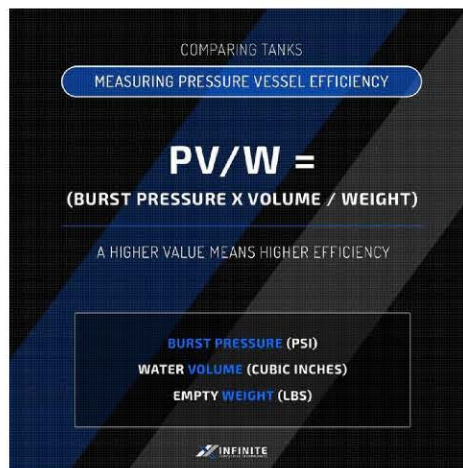 COMPARING TANKS
MEASURING PRESSURE VESSEL EFFICIENCY
PV/W =
(BURST PRESSURE X VOLUME / WEIGHT)
A HIGHER VALUE MEANS HIGHER EFFICIENCY
BURST PRESSURE (PSI)
WATER VOLUME (CUBIC INCHES)
EMPTY WEIGHT (LBS)
INFINITE